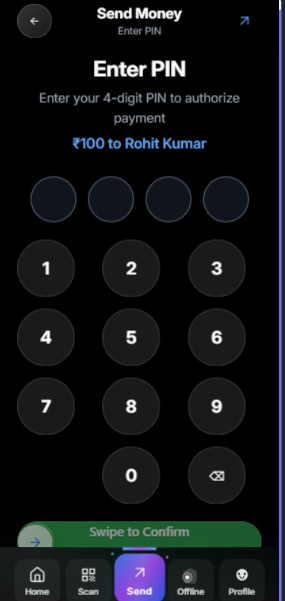 Send Money
Enter PIN
Enter PIN
Enter your 4-digit PIN to authorize
payment
₹100 to Rohit Kumar
1 2 3
4 5 6
7 8 9
0
Swipe to Confirm
Home Scan Send Offline Profile